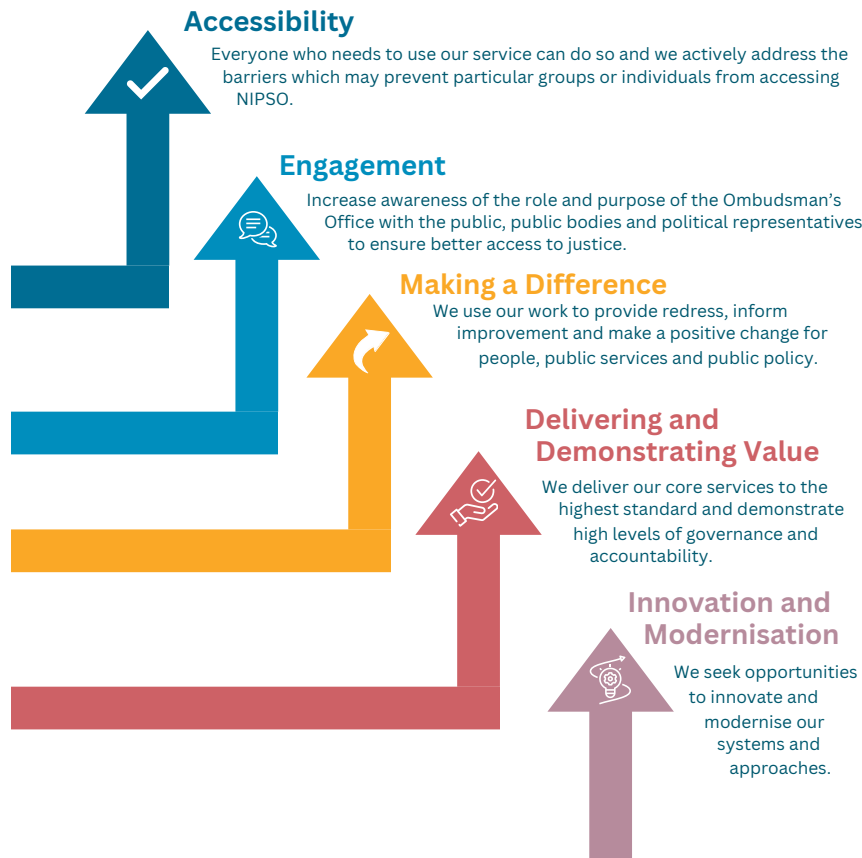 Accessibility
Everyone who needs to use our service can do so and we actively address the
barriers which may prevent particular groups or individuals from accessing
NIPSO.
Engagement
Increase awareness of the role and purpose of the Ombudsman’s
Office with the public, public bodies and political representatives
to ensure better access to justice.
Making a Difference
We use our work to provide redress, inform
improvement and make a positive change for
people, public services and public policy.
Delivering and
Demonstrating Value
We deliver our core services to the
highest standard and demonstrate
high levels of governance and
accountability.
Innovation and
Modernisation
We seek opportunities
to innovate and
modernise our
systems and
approaches.